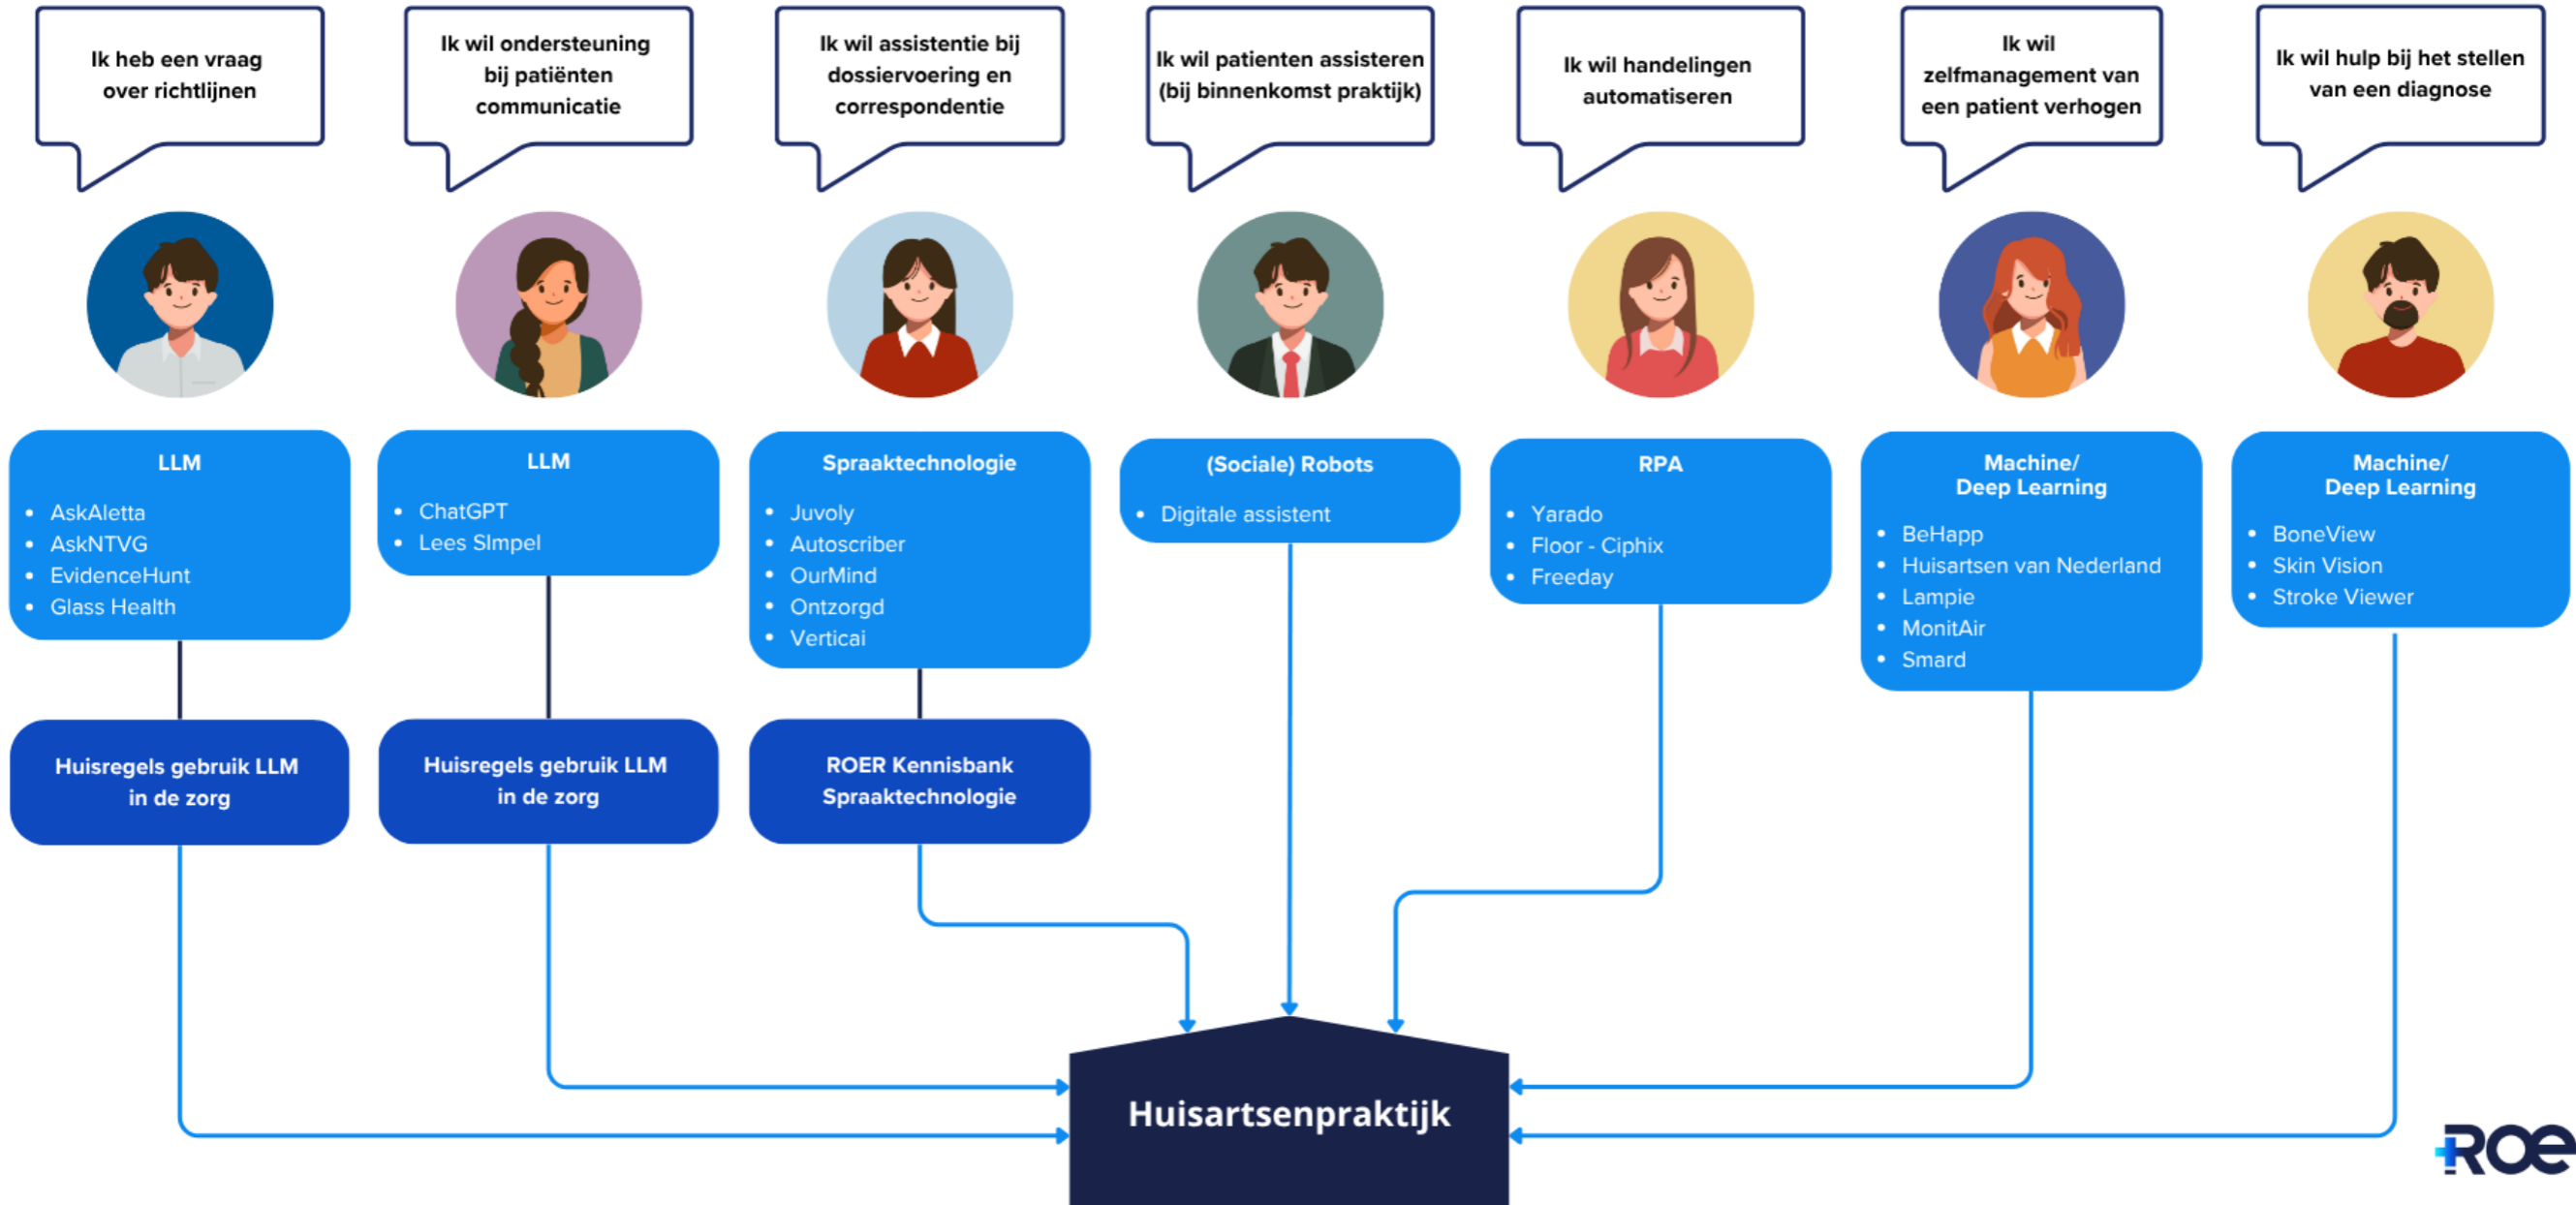 Ik heb een vraag
over richtlijnen
Ik wil ondersteuning
bij patiënten
communicatie
Ik wil assistentie bij
dossiervoering en
correspondentie
Ik wil patienten assisteren
(bij binnenkomst praktijk)
Ik wil handelingen
automatiseren
Ik wil
zelfmanagement van
een patient verhogen
Ik wil hulp bij het stellen
van een diagnose
LLM
• AskAletta
• AskNTVG
• EvidenceHunt
• Glass Health
LLM
• ChatGPT
• Lees SImpel
Spraaktechnologie
• Juvoly
• Autoscriber
• OurMind
• Ontzorgd
• Verticai
(Sociale) Robots
• Digitale assistent
RPA
• Yarado
• Floor - Ciphix
• Freeday
Machine/
Deep Learning
• BeHapp
• Huisartsen van Nederland
• Lampie
• MonitAir
• Smard
Machine/
Deep Learning
• BoneView
• Skin Vision
• Stroke Viewer
Huisregels gebruik LLM
in de zorg
Huisregels gebruik LLM
in de zorg
ROER Kennisbank
Spraaktechnologie
Huisartsenpraktijk
ROe